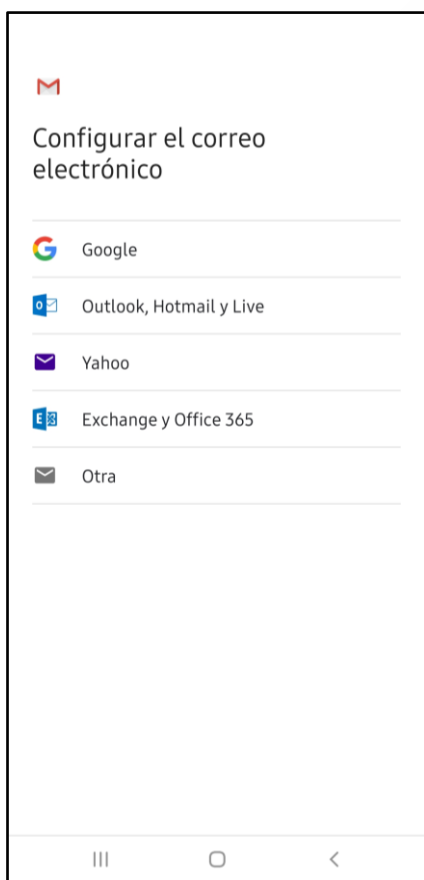 Configurar el correo
electrónico
Google
Outlook, Hotmail y Live
Yahoo
Exchange y Office 365
Otra